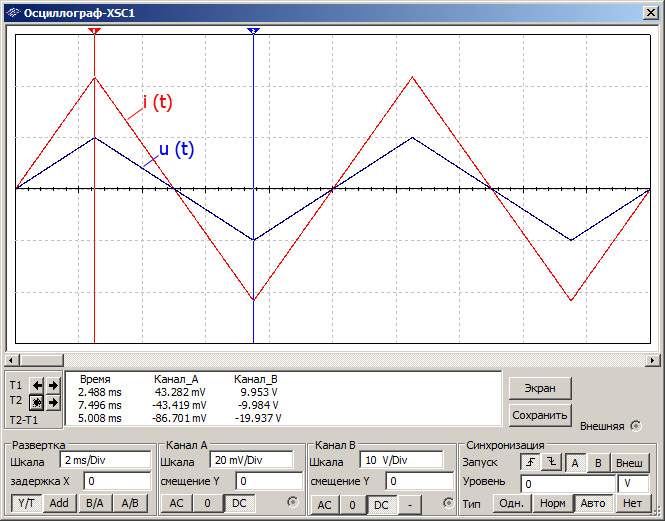 Осциллограф-XSC1
1
2
i (t)
u (t)
T1
T2
T2-T1
Время Канал_A Канал_B
2.488 ms 43.282 mV 9.953 V
7.496 ms -43.419 mV -9.984 V
5.008 ms -86.701 mV -19.937 V
Экран
Сохранить
Внешняя
Развертка
Шкала 2 ms/Div
задержка X 0
Y/T Add B/A A/B
Канал A
Шкала 20 mV/Div
смещение Y 0
AC 0 DC
Канал B
Шкала 10 V/Div
смещение Y 0
AC 0 DC -
Синхронизация
Запуск A B Внеш
Уровень 0 V
Тип Одн. Норм Авто Нет